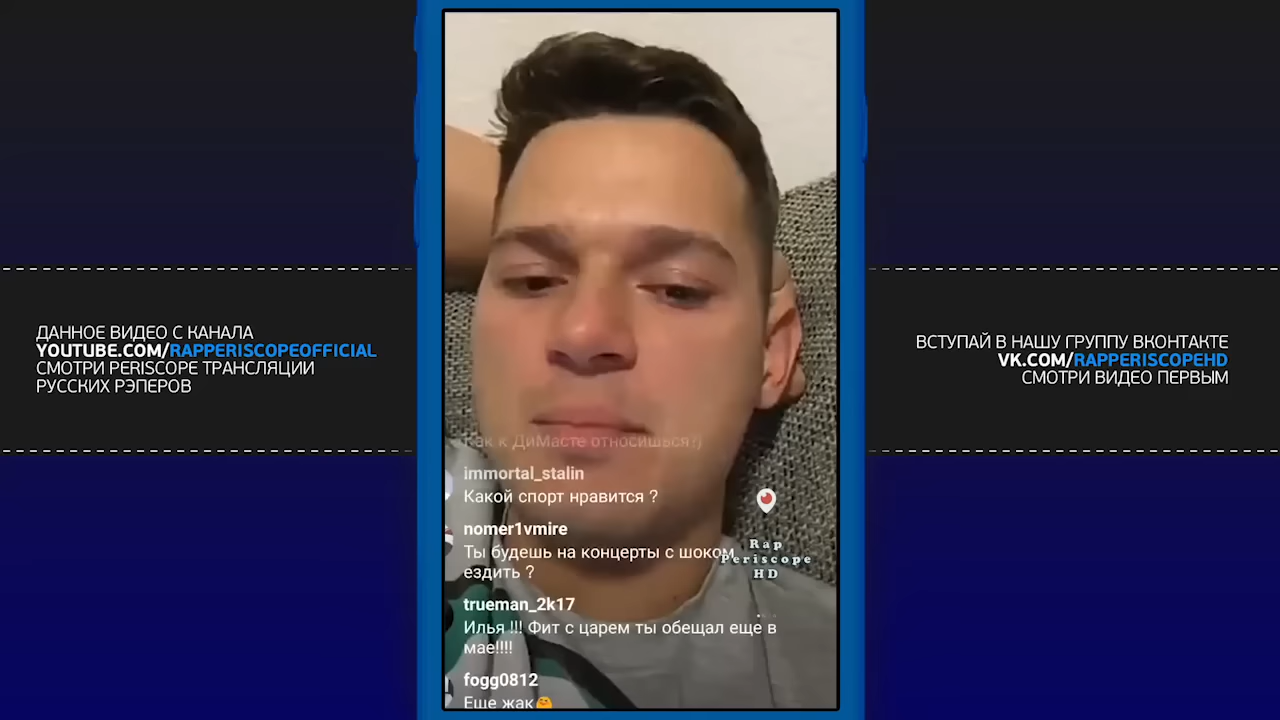 ДАННОЕ ВИДЕО С КАНАЛА
YOUTUBE.COM/RAPPERISCOPEOFFICIAL
СМОТРИ PERISCOPE ТРАНСЛЯЦИИ
РУССКИХ РЭПЕРОВ
Как к ДиМасте относишься?)
immortal_stalin
Какой спорт нравится ?
nomer1vmire
Ты будешь на концерты с шоком
ездить ?
trueman_2k17
Илья !!! Фит с царем ты обещал еще в
мае!!!!
fogg0812
Еще жак🤗
Rap
Periscope
HD
ВСТУПАЙ В НАШУ ГРУППУ ВКОНТАКТЕ
VK.COM/RAPPERISCOPEHD
СМОТРИ ВИДЕО ПЕРВЫМ